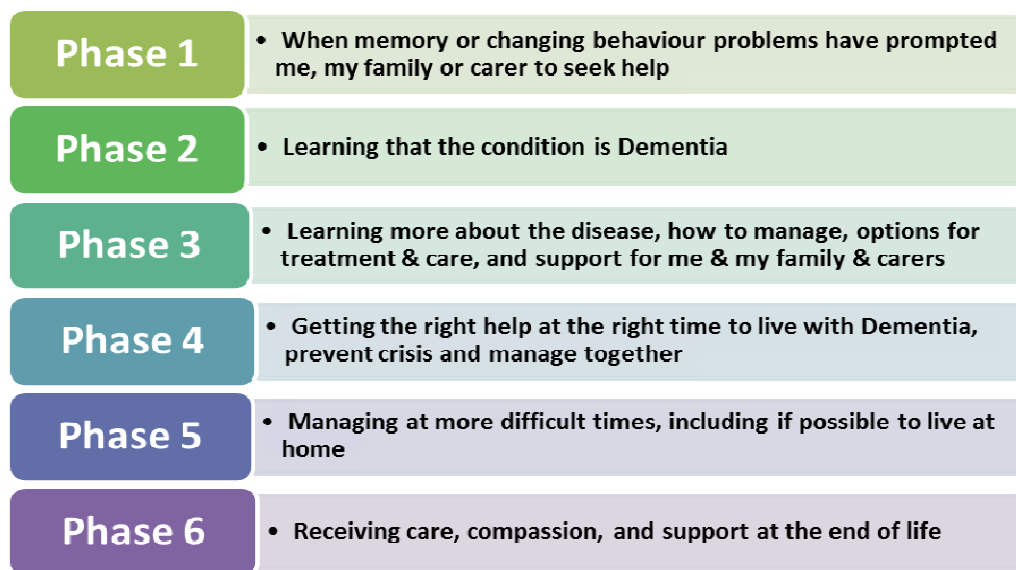 Phase 1
• When memory or changing behaviour problems have prompted
me, my family or carer to seek help
Phase 2
• Learning that the condition is Dementia
Phase 3
• Learning more about the disease, how to manage, options for
treatment & care, and support for me & my family & carers
Phase 4
• Getting the right help at the right time to live with Dementia,
prevent crisis and manage together
Phase 5
• Managing at more difficult times, including if possible to live at
home
Phase 6
• Receiving care, compassion, and support at the end of life